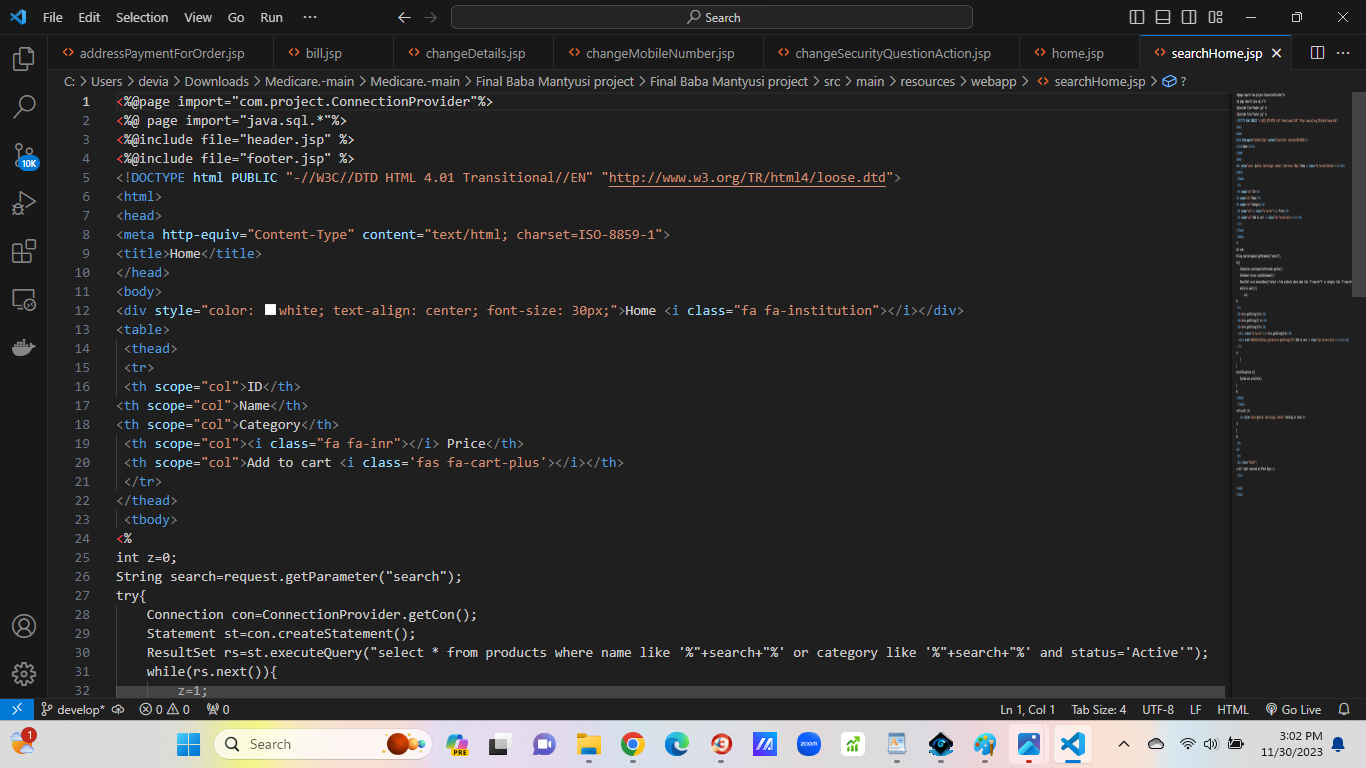 File Edit Selection View Go Run ··· Search
addressPaymentForOrder.jsp bill.jsp changeDetails.jsp changeMobileNumber.jsp changeSecurityQuestionAction.jsp home.jsp searchHome.jsp
C: > Users > devia > Downloads > Medicare.-main > Medicare.-main > Final Baba Mantyusi project > Final Baba Mantyusi project > src > main > resources > webapp > searchHome.jsp > ?
1 <%@page import="com.project.ConnectionProvider"%>
2 <%@ page import="java.sql.*"%>
3 <%@include file="header.jsp" %>
4 <%@include file="footer.jsp" %>
5 <!DOCTYPE html PUBLIC "-//W3C//DTD HTML 4.01 Transitional//EN" "http://www.w3.org/TR/html4/loose.dtd">
6 <html>
7 <head>
8 <meta http-equiv="Content-Type" content="text/html; charset=ISO-8859-1">
9 <title>Home</title>
10 </head>
11 <body>
12 <div style="color: white; text-align: center; font-size: 30px;">Home <i class="fa fa-institution"></i></div>
13 <table>
14 <thead>
15 <tr>
16 <th scope="col">ID</th>
17 <th scope="col">Name</th>
18 <th scope="col">Category</th>
19 <th scope="col"><i class="fa fa-inr"></i> Price</th>
20 <th scope="col">Add to cart <i class='fas fa-cart-plus'></i></th>
21 </tr>
22 </thead>
23 <tbody>
24 <%
25 int z=0;
26 String search=request.getParameter("search");
27 try{
28 Connection con=ConnectionProvider.getCon();
29 Statement st=con.createStatement();
30 ResultSet rs=st.executeQuery("select * from products where name like '%"+search+"%' or category like '%"+search+"%' and status='Active'");
31 while(rs.next()){
32 z=1;
10K
develop* 0 0 0 Ln 1, Col 1 Tab Size: 4 UTF-8 LF HTML Go Live
1 Search PRE zoom 3:02 PM
11/30/2023